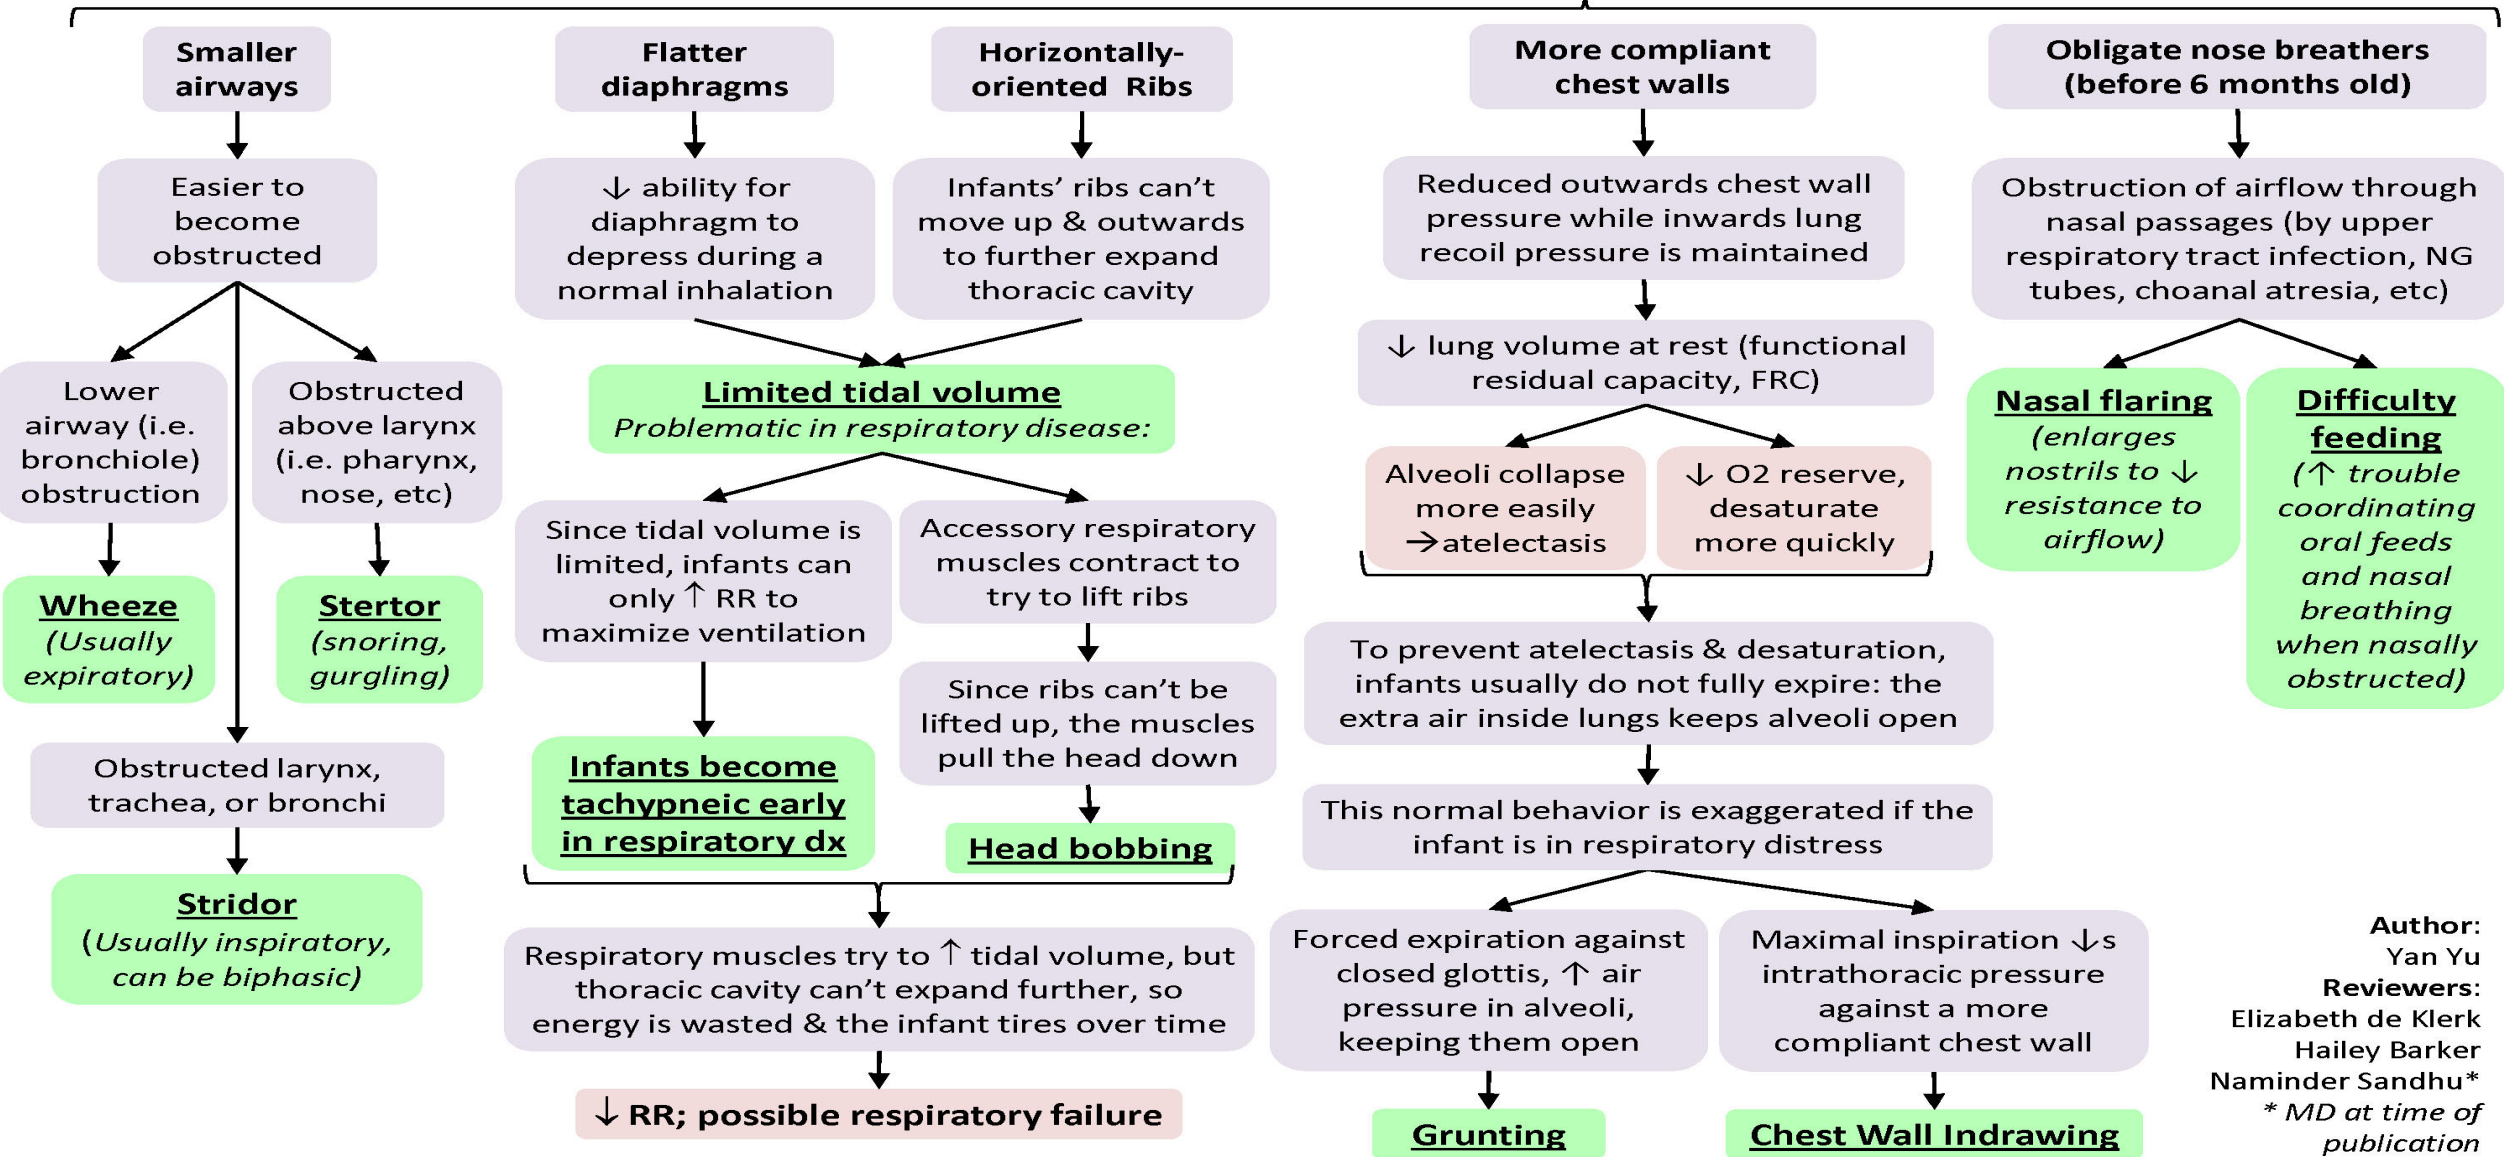 Smaller
airways
Flatter
diaphragms
Horizontally-
oriented Ribs
More compliant
chest walls
Obligate nose breathers
(before 6 months old)
Easier to
become
obstructed
↓ ability for
diaphragm to
depress during a
normal inhalation
Infants' ribs can't
move up & outwards
to further expand
thoracic cavity
Reduced outwards chest wall
pressure while inwards lung
recoil pressure is maintained
Obstruction of airflow through
nasal passages (by upper
respiratory tract infection, NG
tubes, choanal atresia, etc)
Lower
airway (i.e.
bronchiole)
obstruction
Obstructed
above larynx
(i.e. pharynx,
nose, etc)
Limited tidal volume
Problematic in respiratory disease:
↓ lung volume at rest (functional
residual capacity, FRC)
Nasal flaring
(enlarges
nostrils to ↓
resistance to
airflow)
Difficulty
feeding
(↑ trouble
coordinating
oral feeds
and nasal
breathing
when nasally
obstructed)
Alveoli collapse
more easily
→atelectasis
↓ O2 reserve,
desaturate
more quickly
Since tidal volume is
limited, infants can
only ↑ RR to
maximize ventilation
Accessory respiratory
muscles contract to
try to lift ribs
Wheeze
(Usually
expiratory)
Stertor
(snoring,
gurgling)
To prevent atelectasis & desaturation,
infants usually do not fully expire: the
extra air inside lungs keeps alveoli open
Since ribs can't be
lifted up, the muscles
pull the head down
Obstructed larynx,
trachea, or bronchi
Infants become
tachypneic early
in respiratory dx
Head bobbing
This normal behavior is exaggerated if the
infant is in respiratory distress
Stridor
(Usually inspiratory,
can be biphasic)
Respiratory muscles try to ↑ tidal volume, but
thoracic cavity can't expand further, so
energy is wasted & the infant tires over time
Forced expiration against
closed glottis, ↑ air
pressure in alveoli,
keeping them open
Maximal inspiration ↓s
intrathoracic pressure
against a more
compliant chest wall
↓ RR; possible respiratory failure
Grunting
Chest Wall Indrawing
Author:
Yan Yu
Reviewers:
Elizabeth de Klerk
Hailey Barker
Naminder Sandhu*
* MD at time of
publication